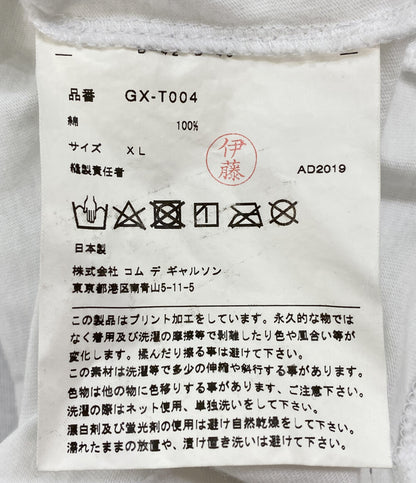 品番 GX-T004
綿 100%
サイズ XL
伊藤
縫製責任者 AD2019
日本製
株式会社 コム デ ギャルソン
東京都港区南青山5-11-5
この製品はプリント加工をしています。永久的な物では
なく着用及び洗濯の摩擦等で剥離したり色や風合い等が
変化します。揉んだり擦る事は避けて下さい。
この素材は洗濯等で多少の伸縮や斜行する事があります。
色物は他の物に色移りする事があります、ご注意下さい。
洗濯の際はネット使用、単独洗いをして下さい。
漂白剤及び蛍光剤の使用は避け自然乾燥をして下さい。
濡れたままの放置や、漬け置き洗いは避けて下さい。